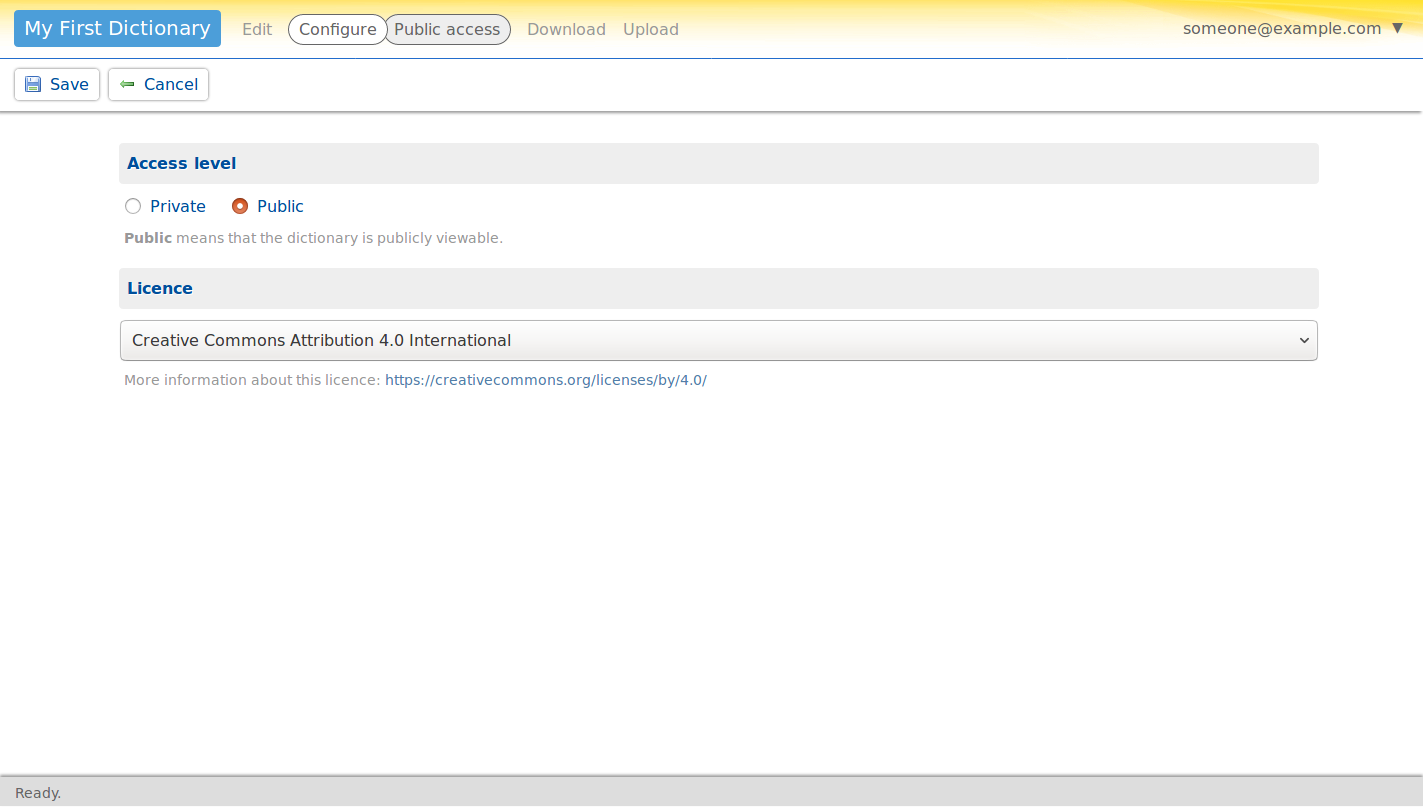 My First Dictionary Edit Configure Public access Download Upload someone@example.com ▼
Save Cancel
Access level
Private Public
Public means that the dictionary is publicly viewable.
Licence
Creative Commons Attribution 4.0 International
More information about this licence: https://creativecommons.org/licenses/by/4.0/
Ready.